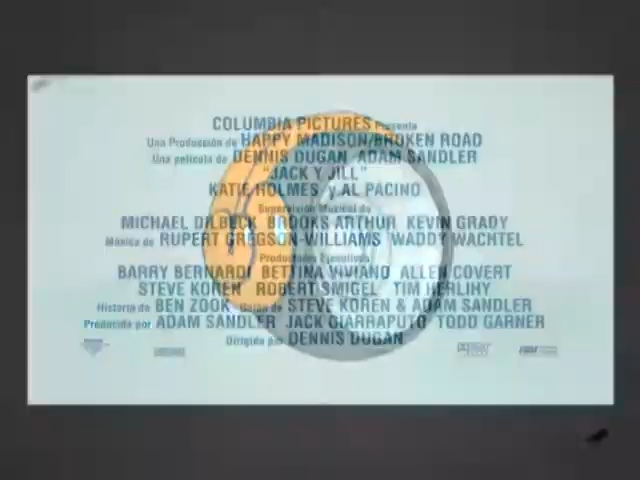 COLUMBIA PICTURES Presenta
Una Producción de HAPPY MADISON/BROKEN ROAD
Una película de DENNIS DUGAN ADAM SANDLER
"JACK Y JILL"
KATIE HOLMES y AL PACINO
Supervisión Musical de
MICHAEL DILBECK BROOKS ARTHUR KEVIN GRADY
Música de RUPERT GREGSON-WILLIAMS WADDY WACHTEL
Productores Ejecutivos
BARRY BERNARDI BETTINA VIVIANO ALLEN COVERT
STEVE KOREN ROBERT SMIGEL TIM HERLIHY
Historia de BEN ZOOK Guión de STEVE KOREN & ADAM SANDLER
Producida por ADAM SANDLER JACK GIARRAPUTO TODD GARNER
Dirigida por DENNIS DUGAN